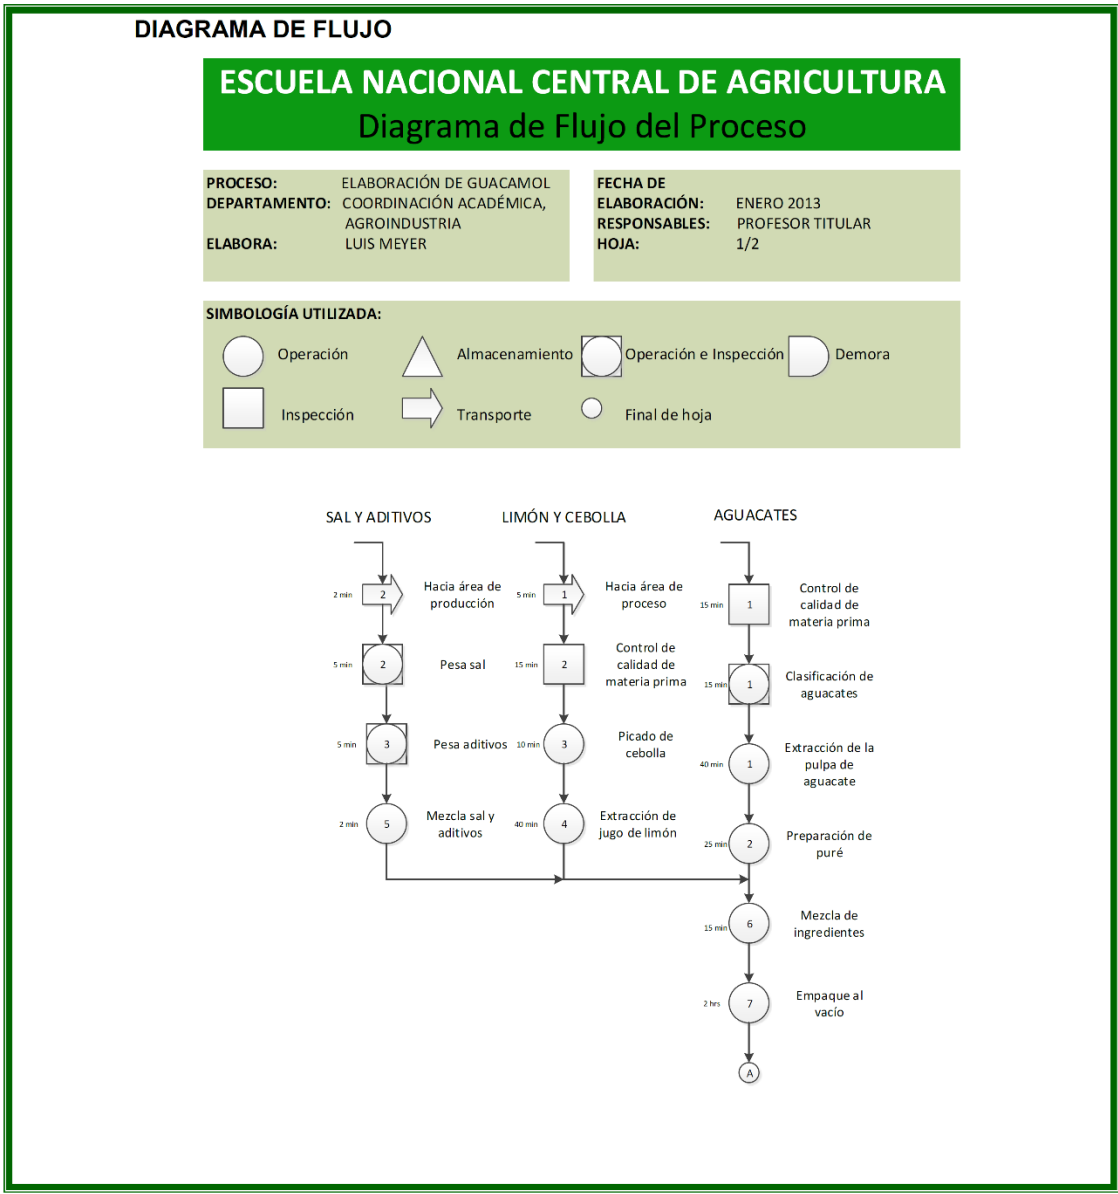 DIAGRAMA DE FLUJO
ESCUELA NACIONAL CENTRAL DE AGRICULTURA
Diagrama de Flujo del Proceso
PROCESO: ELABORACIÓN DE GUACAMOL
DEPARTAMENTO: COORDINACIÓN ACADÉMICA,
AGROINDUSTRIA
ELABORA: LUIS MEYER
FECHA DE
ELABORACIÓN: ENERO 2013
RESPONSABLES: PROFESOR TITULAR
HOJA: 1/2
SIMBOLOGÍA UTILIZADA:
Operación
Almacenamiento
Operación e Inspección
Demora
Inspección
Transporte
Final de hoja
SAL Y ADITIVOS
2 min
2
Hacia área de
producción
5 min
2
Pesa sal
5 min
3
Pesa aditivos
2 min
5
Mezcla sal y
aditivos
LIMÓN Y CEBOLLA
5 min
1
Hacia área de
proceso
15 min
2
Control de
calidad de
materia prima
10 min
3
Picado de
cebolla
40 min
4
Extracción de
jugo de limón
AGUACATES
15 min
1
Control de
calidad de
materia prima
15 min
1
Clasificación de
aguacates
40 min
1
Extracción de la
pulpa de
aguacate
25 min
2
Preparación de
puré
15 min
6
Mezcla de
ingredientes
2 hrs
7
Empaque al
vacío
A